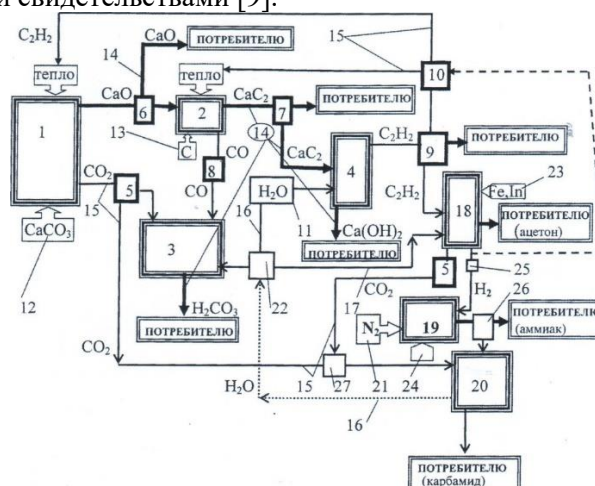 и свидетельствами [9].
C₂H₂
14
CaO
ПОТРЕБИТЕЛЮ
15
тепло
тепло
10
1
CaO
6
2
CaC₂
7
ПОТРЕБИТЕЛЮ
13
C
CO
14
CaC₂
4
C₂H₂
9
ПОТРЕБИТЕЛЮ
CO₂
5
CO
8
16
H₂O
C₂H₂
18
Fe,In
23
15
CaCO₃
3
11
Ca(OH)₂
ПОТРЕБИТЕЛЮ
(ацетон)
12
ПОТРЕБИТЕЛЮ
22
17
CO₂
5
25
H₂
26
H₂CO₃
ПОТРЕБИТЕЛЮ
N₂
19
ПОТРЕБИТЕЛЮ
(аммиак)
CO₂
H₂O
15
15
27
21
24
20
16
ПОТРЕБИТЕЛЮ
(карбамид)